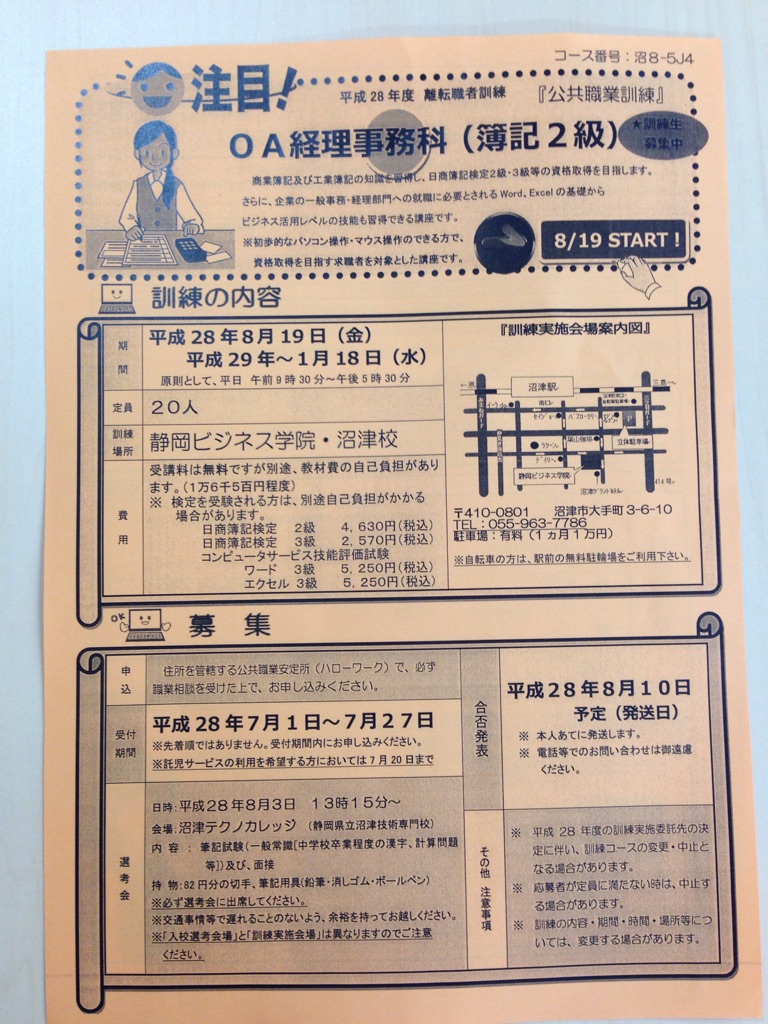 コース番号：沼8-5J4
注目！
平成28年度 離転職者訓練 『公共職業訓練』
OA経理事務科（簿記2級）
★訓練生
募集中
商業簿記及び工業簿記の知識を習得し、日商簿記検定2級・3級等の資格取得を目指します。
さらに、企業の一般事務・経理部門への就職に必要とされるWord、Excelの基礎から
ビジネス活用レベルの技能も習得できる講座です。
※初歩的なパソコン操作・マウス操作のできる方で、
資格取得を目指す求職者を対象とした講座です。
8/19 START！
訓練の内容
期間
平成28年8月19日（金）
平成29年～1月18日（水）
原則として、平日 午前9時30分～午後5時30分
定員
20人
訓練場所
静岡ビジネス学院・沼津校
費用
受講料は無料ですが別途、教材費の自己負担があり
ます。（1万6千5百円程度）
※ 検定を受験される方は、別途自己負担がかかる
場合があります。
日商簿記検定 2級 4,630円（税込）
日商簿記検定 3級 2,570円（税込）
コンピュータサービス技能評価試験
ワード 3級 5,250円（税込）
エクセル 3級 5,250円（税込）
『訓練実施会場案内図』
←原
沼津駅
三島→
南口
P
立体駐車場
静岡ビジネス学院
414号
〒410-0801 沼津市大手町3-6-10
TEL：055-963-7786
駐車場：有料（1ヵ月1万円）
※自転車の方は、駅前の無料駐輪場をご利用下さい。
OK
募集
申込
住所を管轄する公共職業安定所（ハローワーク）で、必ず
職業相談を受けた上で、お申し込みください。
受付期間
平成28年7月1日～7月27日
※先着順ではありません。受付期間内にお申し込みください。
※託児サービスの利用を希望する方においては7月20日まで
選考会
日時：平成28年8月3日 13時15分～
会場：沼津テクノカレッジ （静岡県立沼津技術専門校）
内容：筆記試験（一般常識［中学校卒業程度の漢字、計算問題
等］）及び、面接
持物：82円分の切手、筆記用具（鉛筆・消しゴム・ボールペン）
※必ず選考会に出席してください。
※交通事情等で遅れることのないよう、余裕を持ってお越しください。
※「入校選考会場」と「訓練実施会場」は異なりますのでご注意
ください。
合否発表
平成28年8月10日
予定（発送日）
※ 本人あてに発送します。
※ 電話等でのお問い合わせは御遠慮
ください。
その他 注意事項
※ 平成28年度の訓練実施委託先の決
定に伴い、訓練コースの変更・中止と
なる場合があります。
※ 応募者が定員に満たない時は、中止す
る場合があります。
※ 訓練の内容・期間・時間・場所等につ
いては、変更する場合があります。